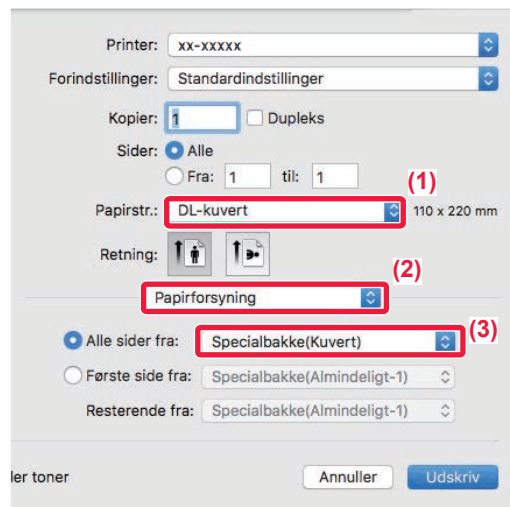 Printer: xx-xxxxx
Forindstillinger: Standardindstillinger
Kopier: 1 Dupleks
Sider: Alle
Fra: 1 til: 1
(1)
Papirstr.: DL-kuvert 110 x 220 mm
Retning:
(2)
Papirforsyning
(3)
Alle sider fra: Specialbakke(Kuvert)
Første side fra: Specialbakke(Almindeligt-1)
Resterende fra: Specialbakke(Almindeligt-1)
ler toner Annuller Udskriv